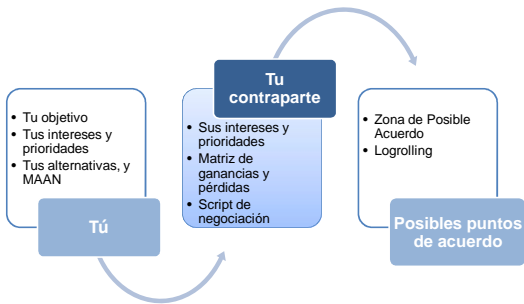 • Tu objetivo
• Tus intereses y
prioridades
• Tus alternativas, y
MAAN
Tú
Tu
contraparte
• Sus intereses y
prioridades
• Matriz de
ganancias y
pérdidas
• Script de
negociación
• Zona de Posible
Acuerdo
• Logrolling
Posibles puntos
de acuerdo